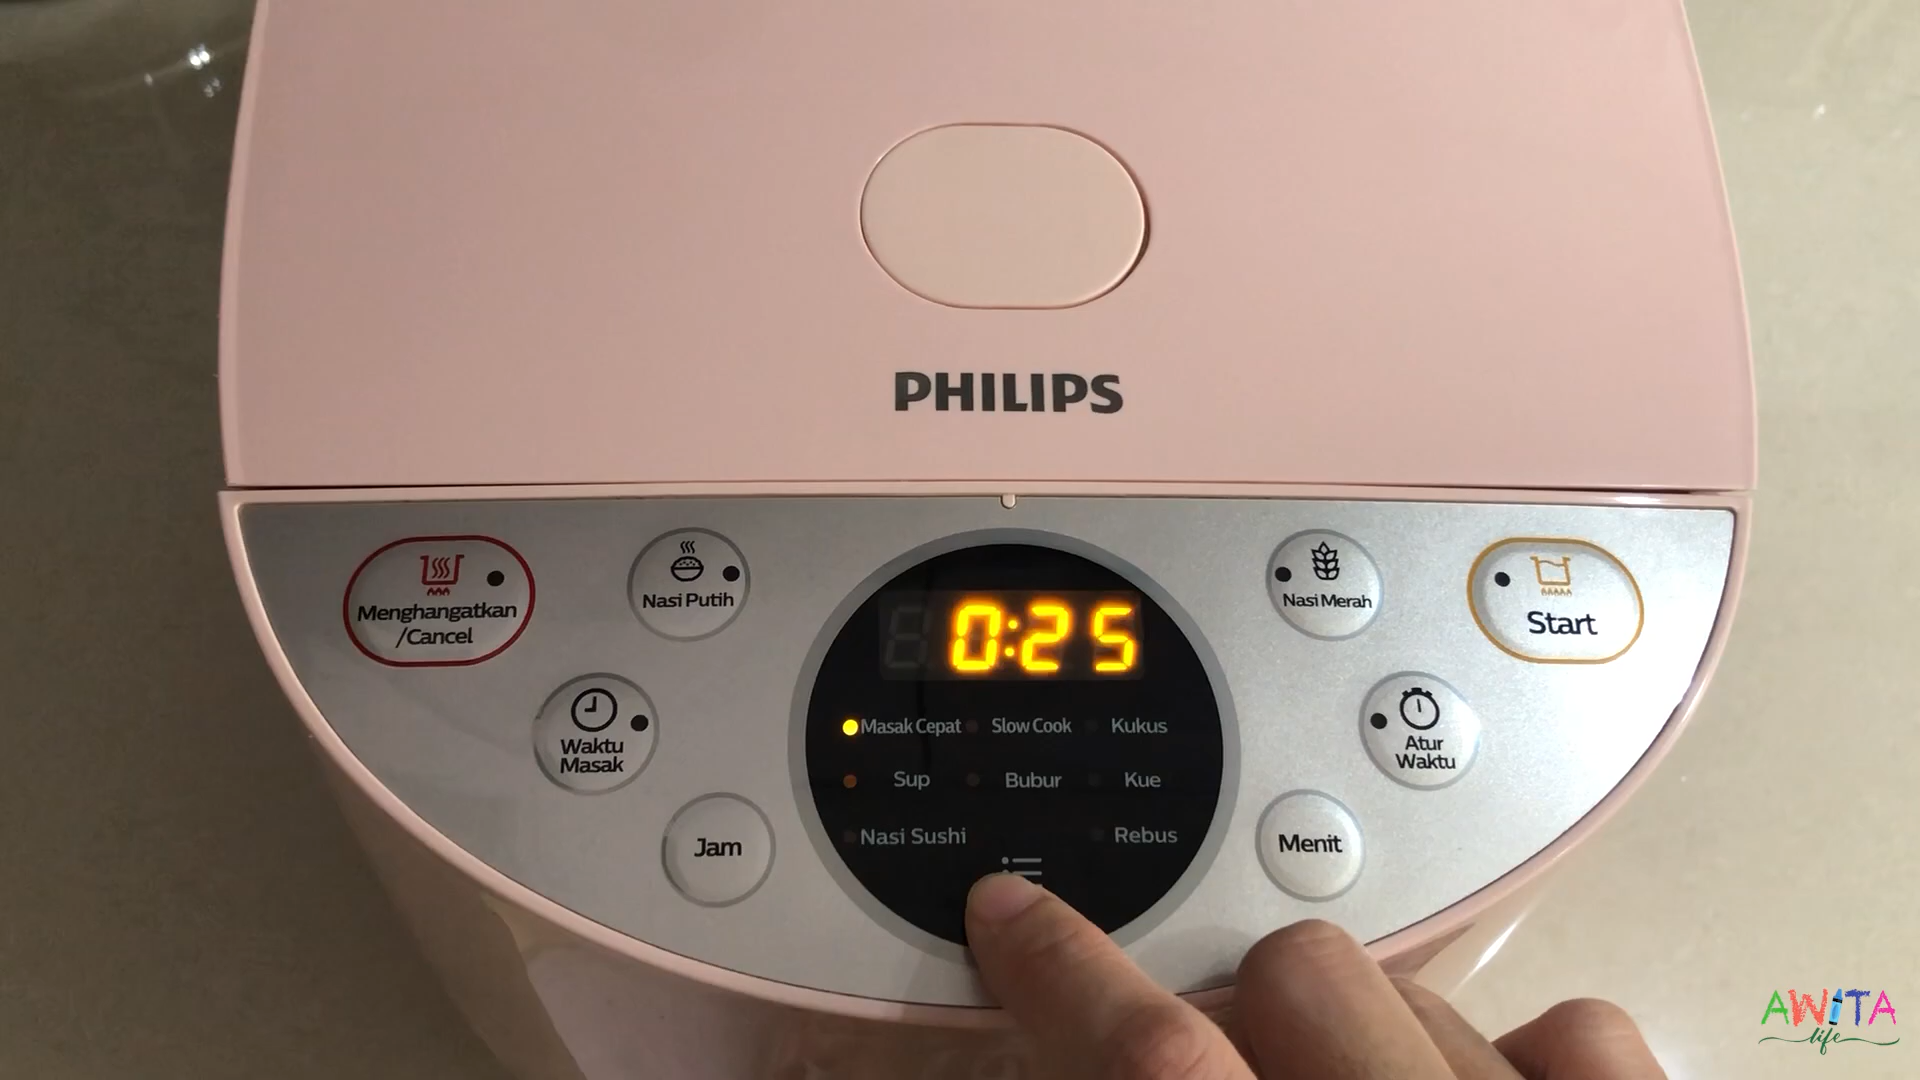 PHILIPS
Menghangatkan
/Cancel
Nasi Putih
0:25
Nasi Merah
Start
Waktu
Masak
Masak Cepat
Slow Cook
Kukus
Atur
Waktu
Sup
Bubur
Kue
Jam
Nasi Sushi
Rebus
Menit
AWITA
life